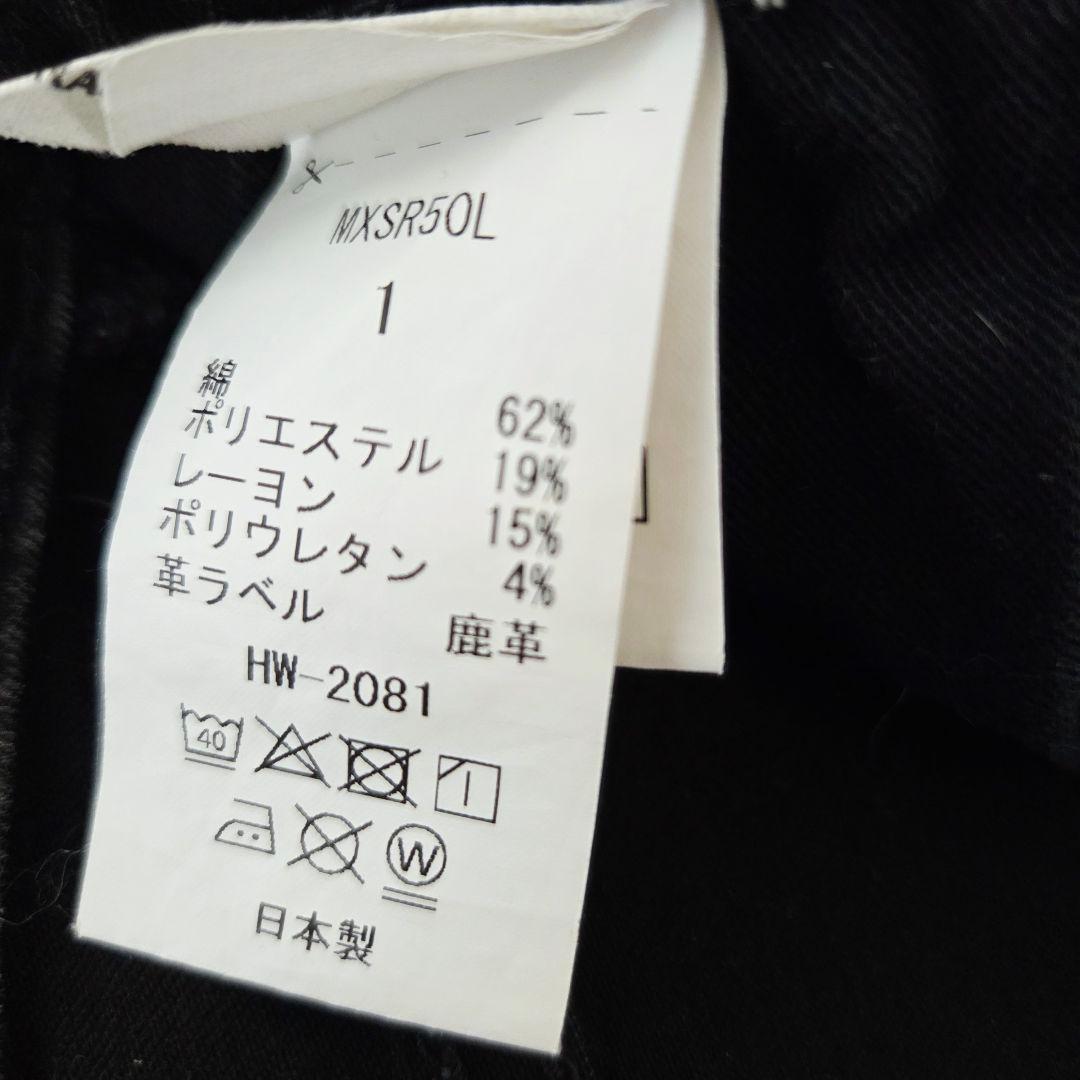 MXSR50L
1
綿 62%
ポリエステル 19%
レーヨン 15%
ポリウレタン 4%
革ラベル 鹿革
HW-2081
40
W
日本製